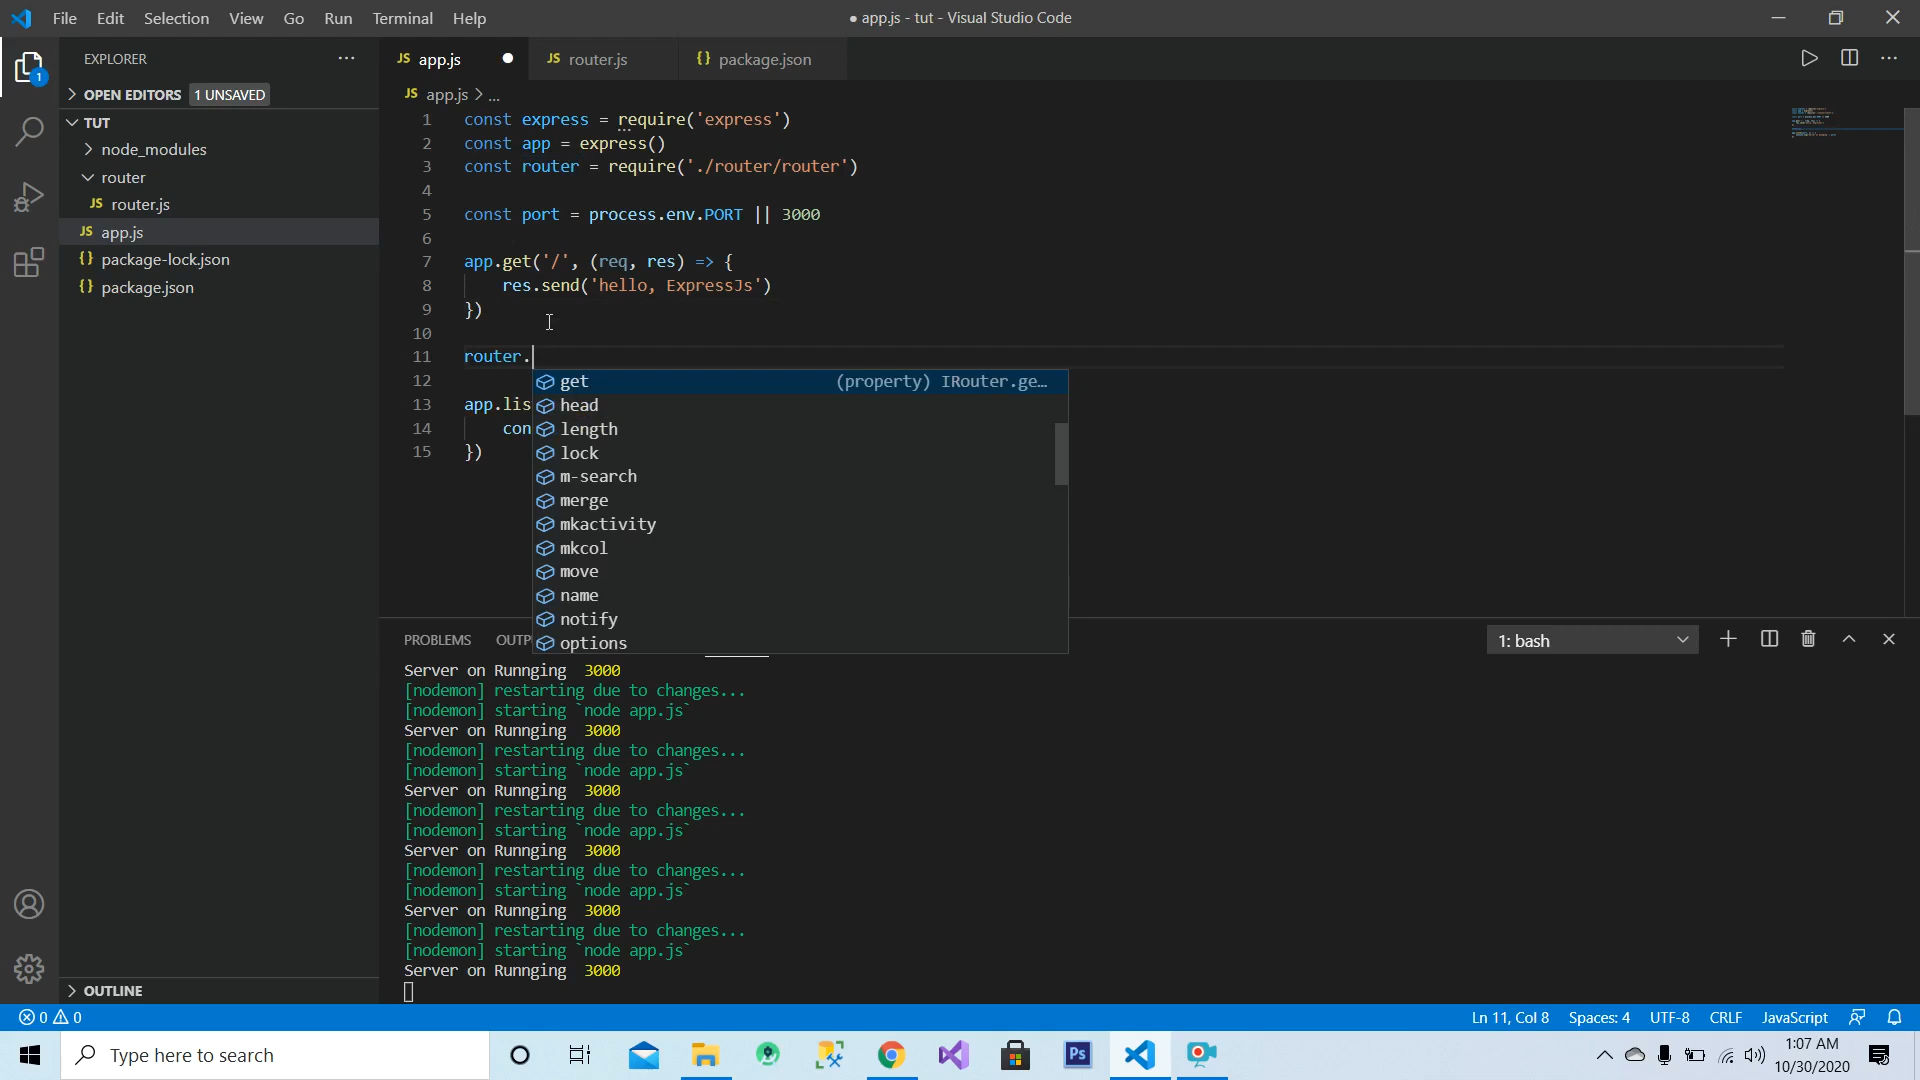 File Edit Selection View Go Run Terminal Help
● app.js - tut - Visual Studio Code
EXPLORER
OPEN EDITORS 1 UNSAVED
TUT
node_modules
router
JS router.js
JS app.js
{} package-lock.json
{} package.json
OUTLINE
JS app.js ● JS router.js {} package.json
JS app.js > ...
1 const express = require('express')
2 const app = express()
3 const router = require('./router/router')
4
5 const port = process.env.PORT || 3000
6
7 app.get('/', (req, res) => {
8 res.send('hello, ExpressJs')
9 })
10
11 router.
12
13 app.lis
14 con
15 })
get (property) IRouter.ge…
head
length
lock
m-search
merge
mkactivity
mkcol
move
name
notify
options
PROBLEMS OUTP 1: bash
Server on Runnging 3000
[nodemon] restarting due to changes...
[nodemon] starting `node app.js`
Server on Runnging 3000
[nodemon] restarting due to changes...
[nodemon] starting `node app.js`
Server on Runnging 3000
[nodemon] restarting due to changes...
[nodemon] starting `node app.js`
Server on Runnging 3000
[nodemon] restarting due to changes...
[nodemon] starting `node app.js`
Server on Runnging 3000
[nodemon] restarting due to changes...
[nodemon] starting `node app.js`
Server on Runnging 3000
0 0 Ln 11, Col 8 Spaces: 4 UTF-8 CRLF JavaScript
Type here to search
Ps
1:07 AM
10/30/2020
1